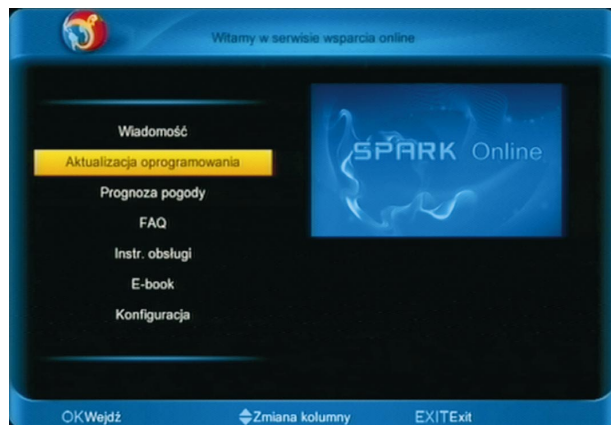 Witamy w serwisie wsparcia online
Wiadomość
Aktualizacja oprogramowania
Prognoza pogody
FAQ
Instr. obsługi
E-book
Konfiguracja
SPARK Online
OKWejdź Zmiana kolumny EXITExit